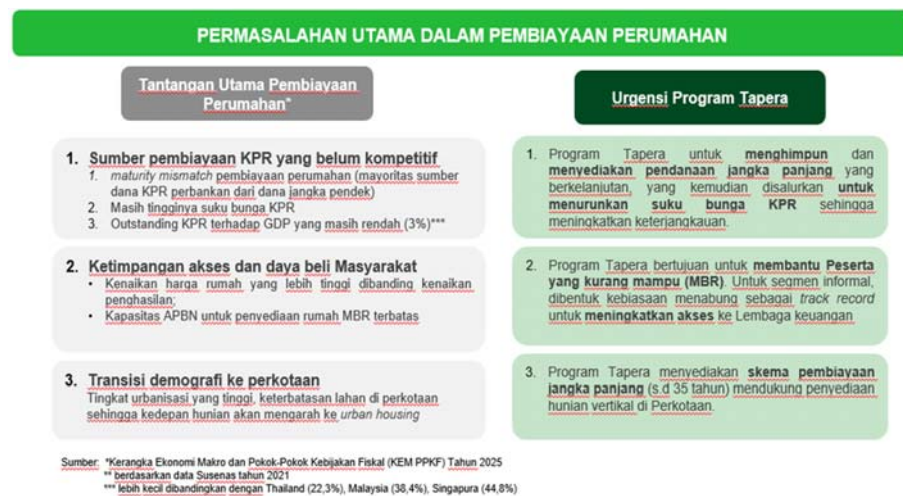 PERMASALAHAN UTAMA DALAM PEMBIAYAAN PERUMAHAN
Tantangan Utama Pembiayaan
Perumahan*
1. Sumber pembiayaan KPR yang belum kompetitif
1. maturity mismatch pembiayaan perumahan (mayoritas sumber
dana KPR perbankan dari dana jangka pendek)
2. Masih tingginya suku bunga KPR
3. Outstanding KPR terhadap GDP yang masih rendah (3%)***
2. Ketimpangan akses dan daya beli Masyarakat
• Kenaikan harga rumah yang lebih tinggi dibanding kenaikan
penghasilan;
• Kapasitas APBN untuk penyediaan rumah MBR terbatas
3. Transisi demografi ke perkotaan
Tingkat urbanisasi yang tinggi, keterbatasan lahan di perkotaan
sehingga kedepan hunian akan mengarah ke urban housing
Urgensi Program Tapera
1. Program Tapera untuk menghimpun dan
menyediakan pendanaan jangka panjang yang
berkelanjutan, yang kemudian disalurkan untuk
menurunkan suku bunga KPR sehingga
meningkatkan keterjangkauan.
2. Program Tapera bertujuan untuk membantu Peserta
yang kurang mampu (MBR). Untuk segmen informal,
dibentuk kebiasaan menabung sebagai track record
untuk meningkatkan akses ke Lembaga keuangan
3. Program Tapera menyediakan skema pembiayaan
jangka panjang (s.d 35 tahun) mendukung penyediaan
hunian vertikal di Perkotaan.
Sumber: *Kerangka Ekonomi Makro dan Pokok-Pokok Kebijakan Fiskal (KEM PPKF) Tahun 2025
** berdasarkan data Susenas tahun 2021
*** lebih kecil dibandingkan dengan Thailand (22,3%), Malaysia (38,4%), Singapura (44,8%)